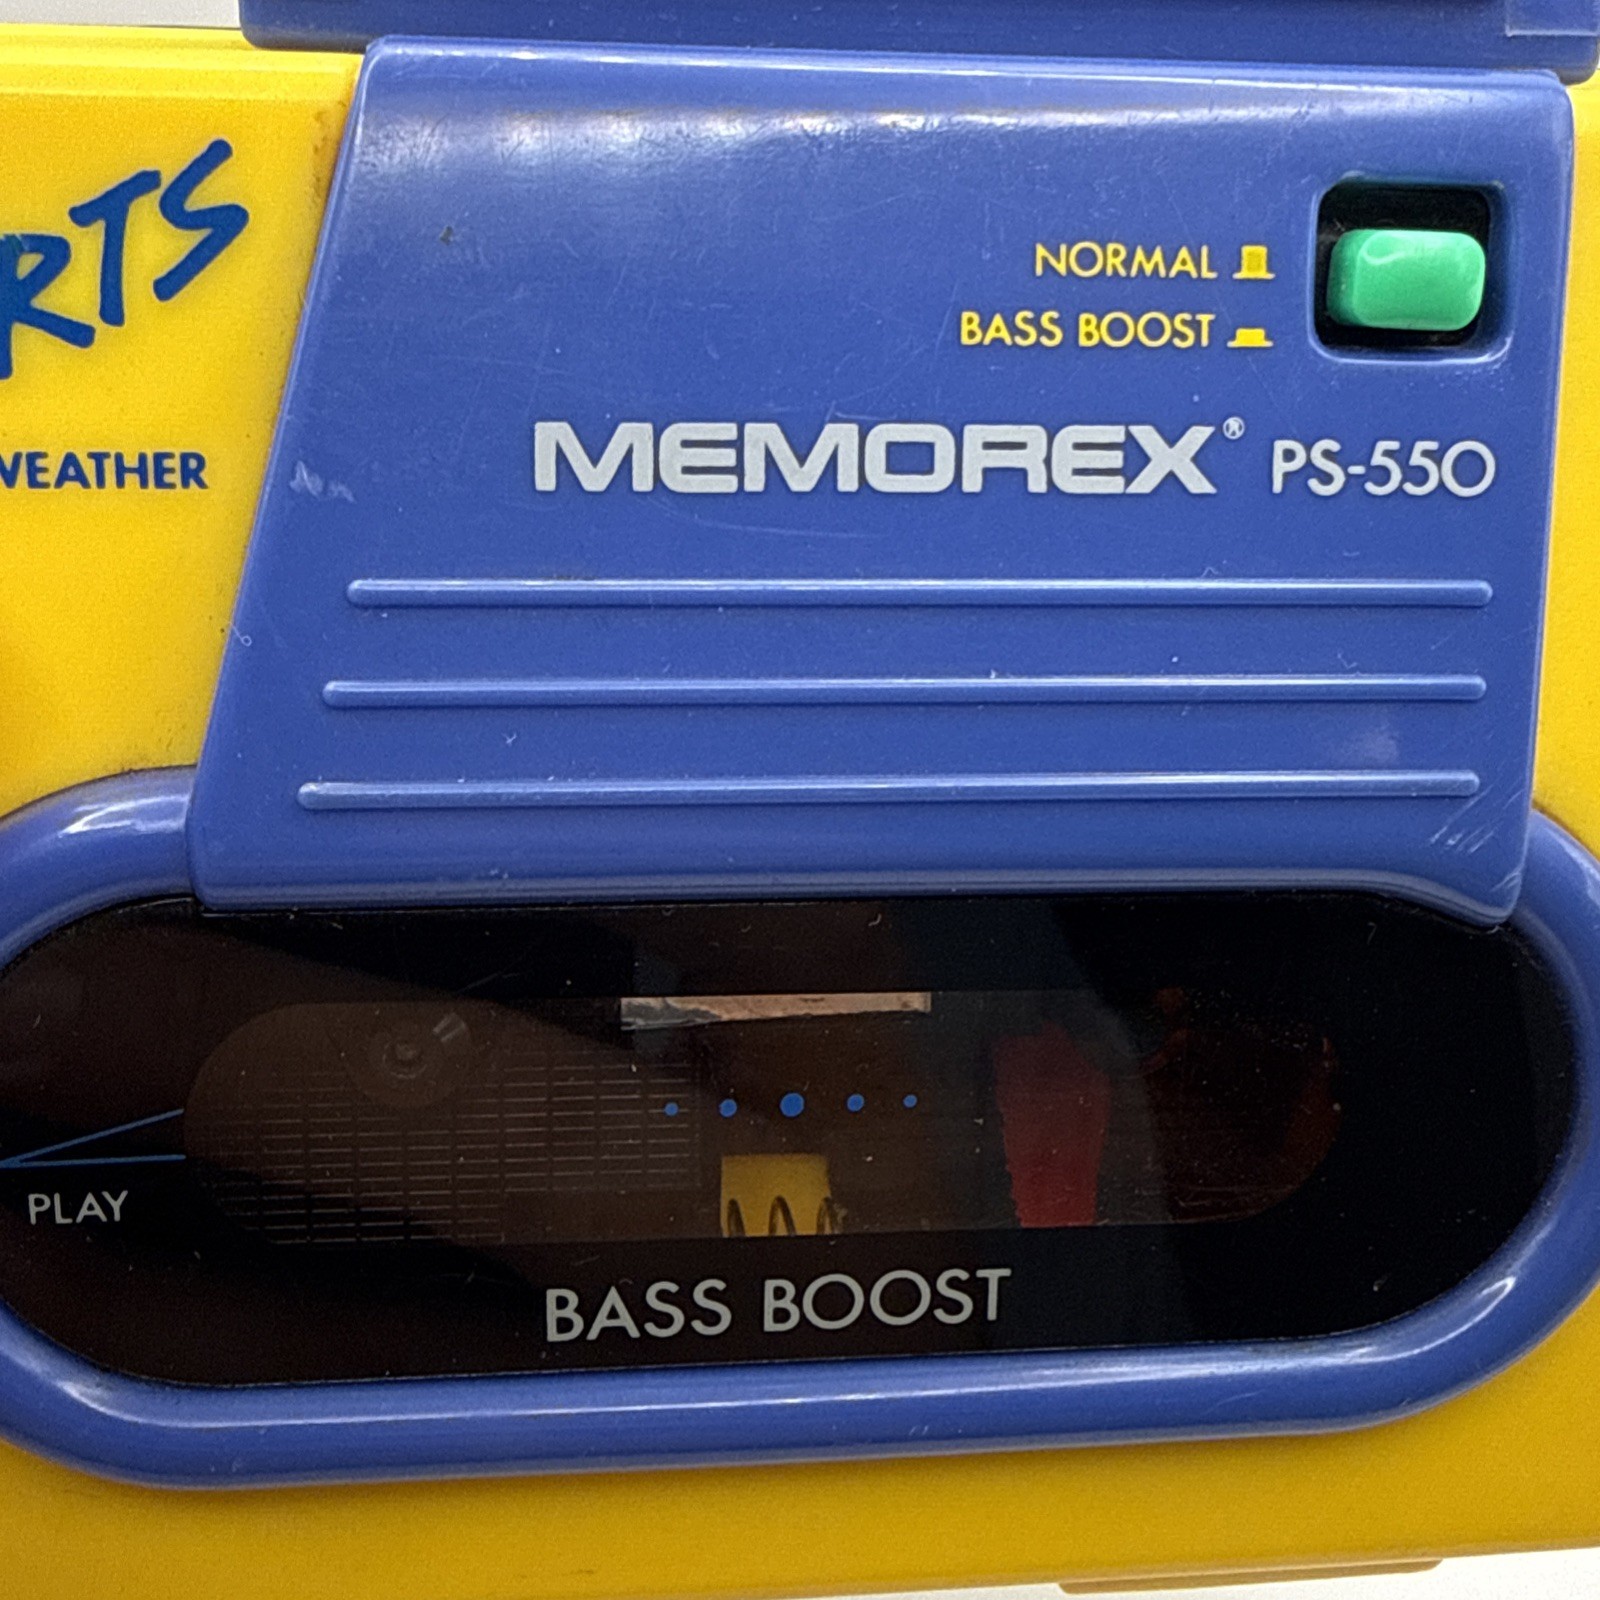 RTS
WEATHER
NORMAL
BASS BOOST
MEMOREX® PS-550
PLAY
BASS BOOST